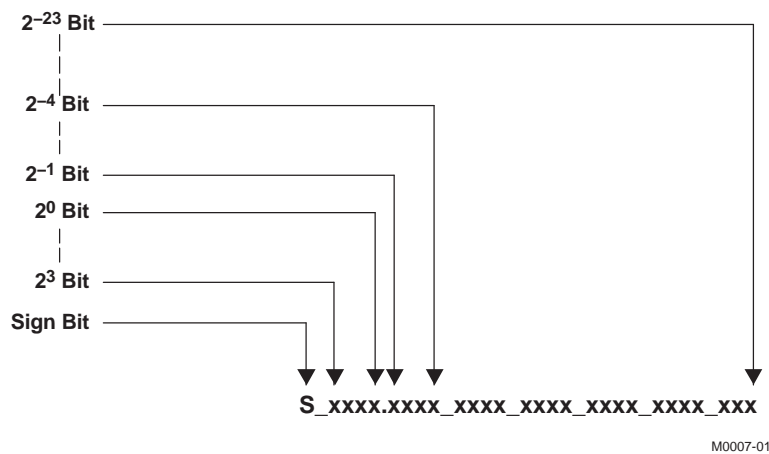 2⁻²³ Bit
2⁻⁴ Bit
2⁻¹ Bit
2⁰ Bit
2³ Bit
Sign Bit
S_xxxx.xxxx_xxxx_xxxx_xxxx_xxxx_xxx
M0007-01